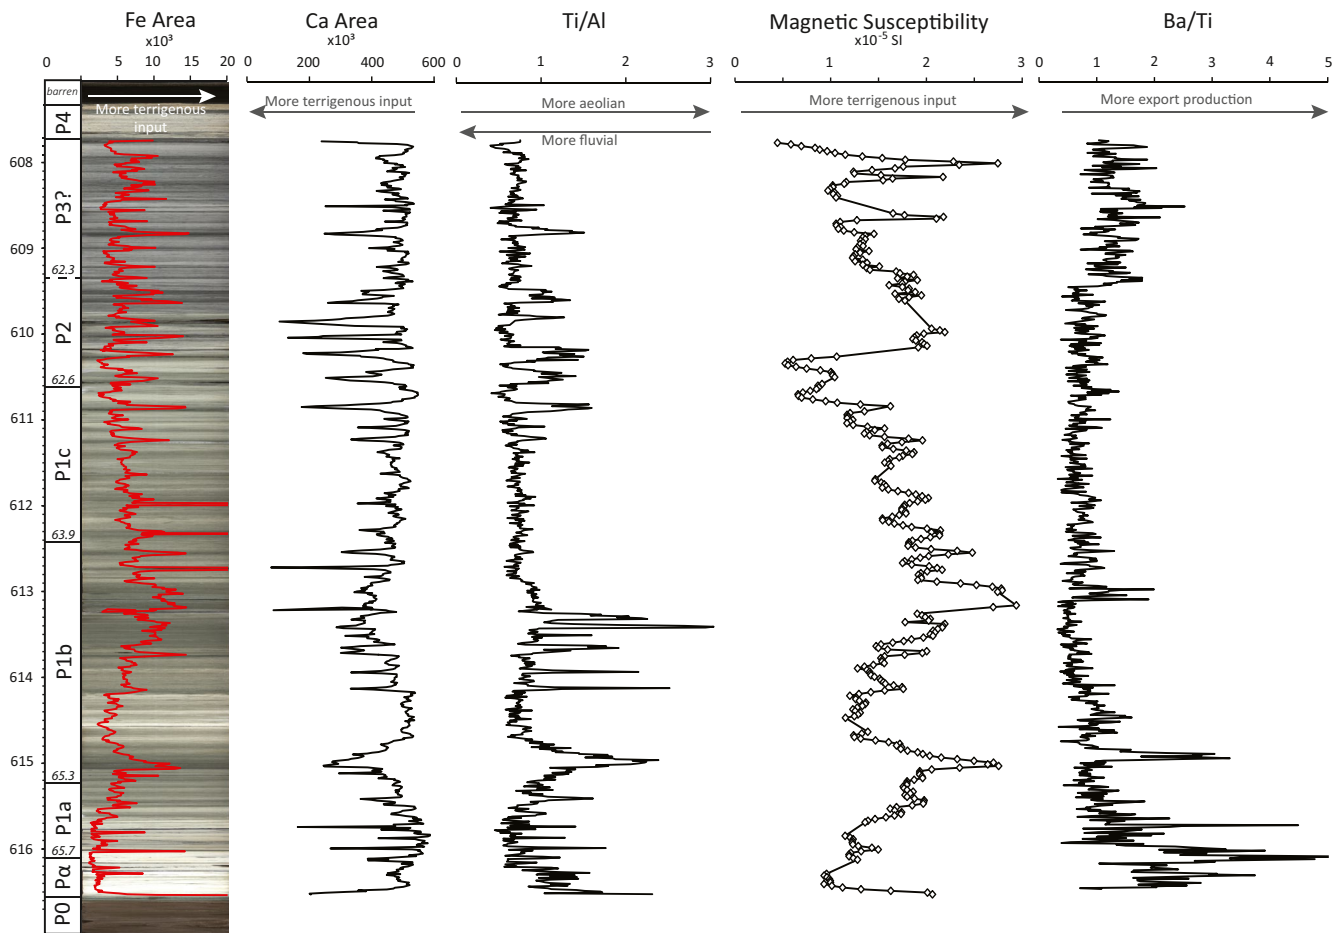 Fe Area
x10³
0 5 10 15 20
Ca Area
x10³
0 200 400 600
Ti/Al
0 1 2 3
Magnetic Susceptibility
x10⁻⁵ SI
0 1 2 3
Ba/Ti
0 1 2 3 4 5
barren
More terrigenous
input
More terrigenous input
More aeolian
More fluvial
More terrigenous input
More export production
P4
608
P3?
609
62.3
P2
610
62.6
611
P1c
612
63.9
613
P1b
614
615
65.3
P1a
616
65.7
Pα
P0